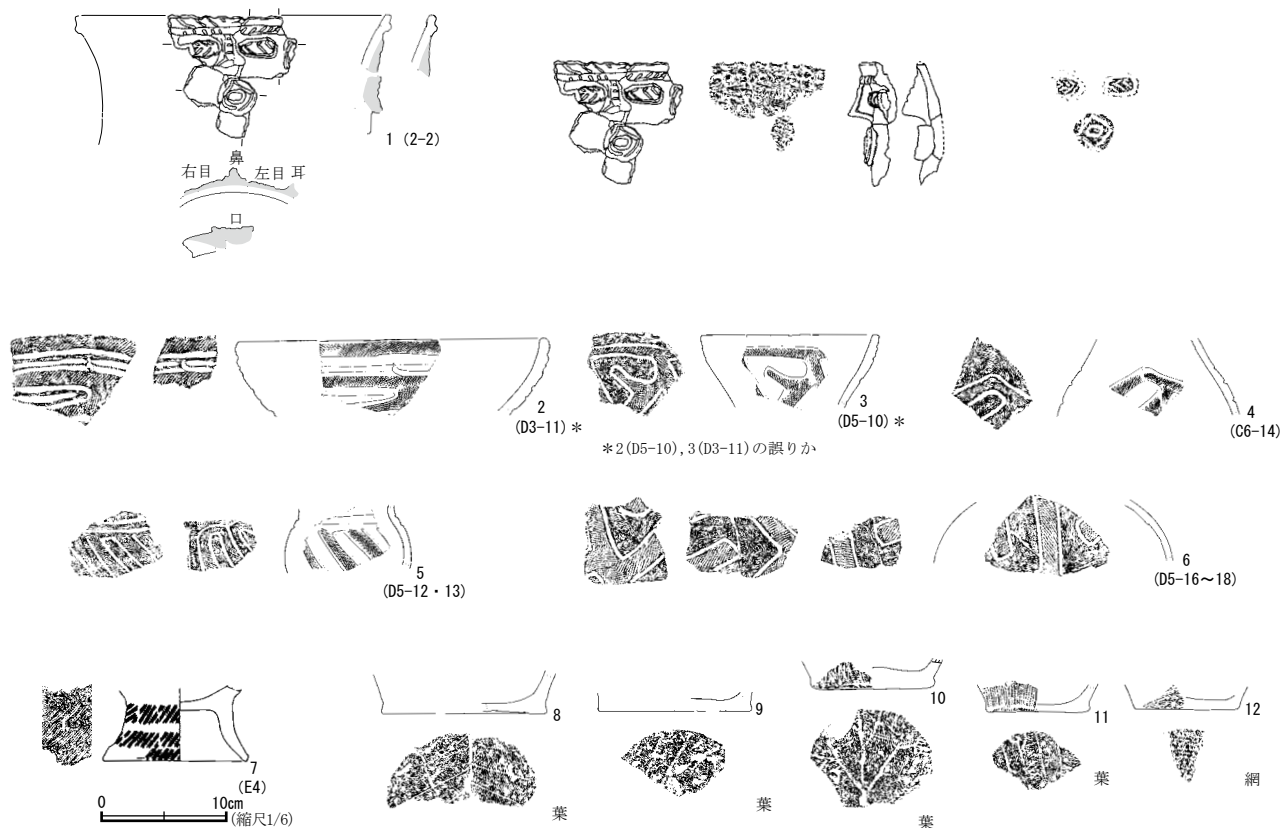 1 (2-2)
鼻
右目 左目 耳
口
2
(D3-11)＊
3
(D5-10)＊
＊2(D5-10),3(D3-11)の誤りか
4
(C6-14)
5
(D5-12・13)
6
(D5-16～18)
7
(E4)
0 10cm
(縮尺1/6)
8
葉
9
葉
10
葉
11
葉
12
網